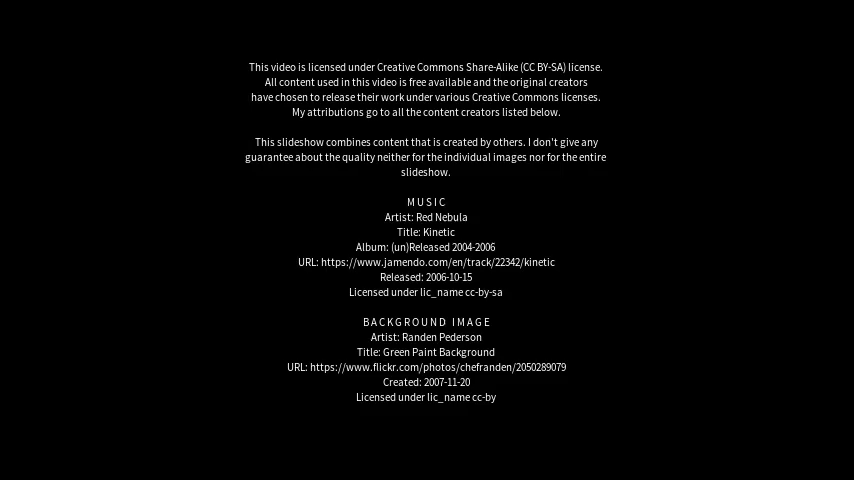 This video is licensed under Creative Commons Share-Alike (CC BY-SA) license.
All content used in this video is free available and the original creators
have chosen to release their work under various Creative Commons licenses.
My attributions go to all the content creators listed below.
This slideshow combines content that is created by others. I don't give any
guarantee about the quality neither for the individual images nor for the entire
slideshow.
MUSIC
Artist: Red Nebula
Title: Kinetic
Album: (un)Released 2004-2006
URL: https://www.jamendo.com/en/track/22342/kinetic
Released: 2006-10-15
Licensed under lic_name cc-by-sa
BACKGROUND IMAGE
Artist: Randen Pederson
Title: Green Paint Background
URL: https://www.flickr.com/photos/chefranden/2050289079
Created: 2007-11-20
Licensed under lic_name cc-by